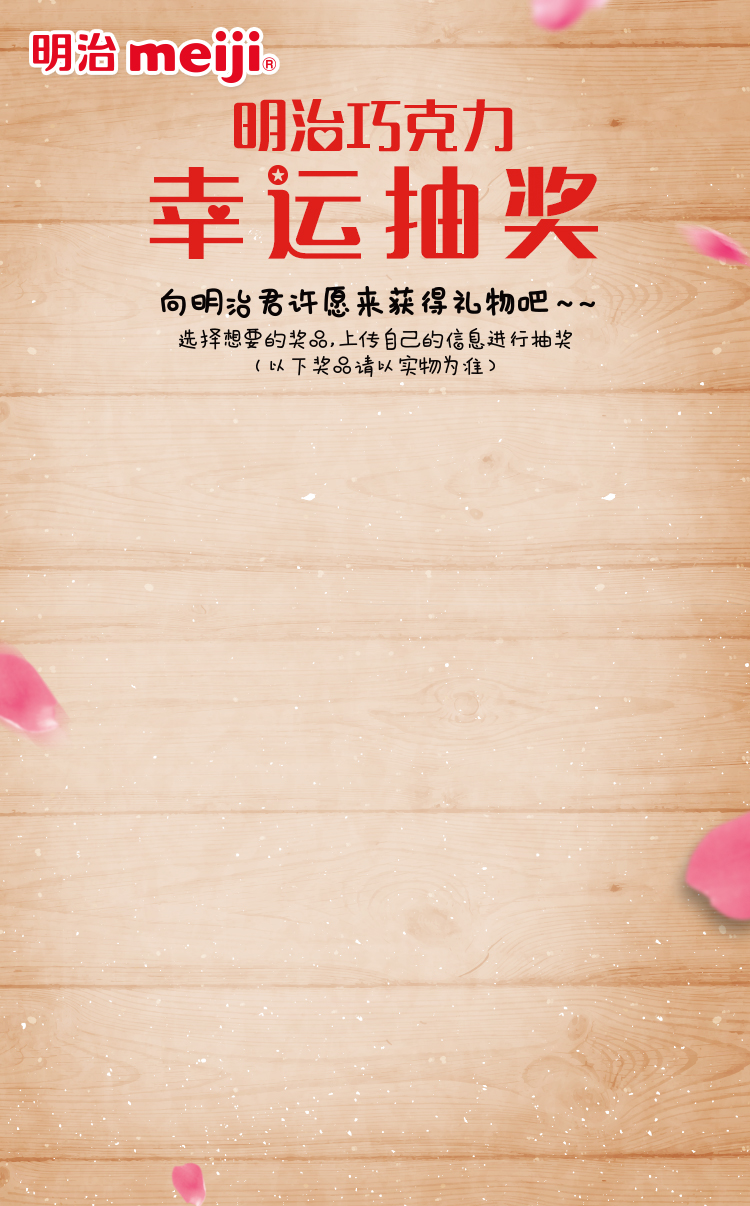 明治 meiji®
明治巧克力
幸运抽奖
向明治君许愿来获得礼物吧~~
选择想要的奖品,上传自己的信息进行抽奖
(以下奖品请以实物为准)